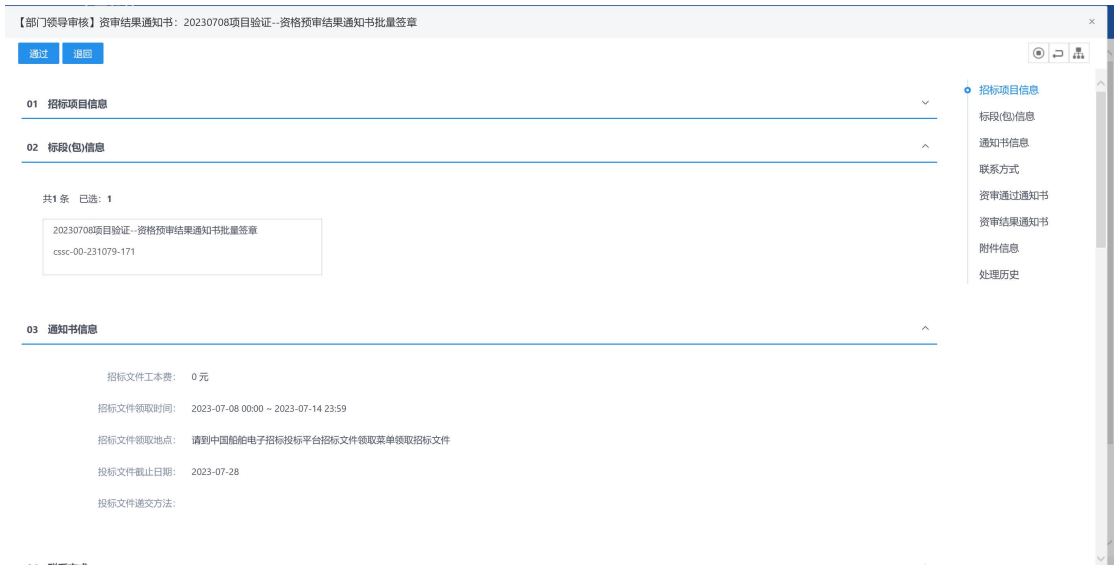 【部门领导审核】资审结果通知书：20230708项目验证--资格预审结果通知书批量签章
×
通过 退回
01 招标项目信息
02 标段(包)信息
共1 条 已选：1
20230708项目验证--资格预审结果通知书批量签章
cssc-00-231079-171
03 通知书信息
招标文件工本费： 0 元
招标文件领取时间： 2023-07-08 00:00 ~ 2023-07-14 23:59
招标文件领取地点： 请到中国船舶电子招标投标平台招标文件领取菜单领取招标文件
投标文件截止日期： 2023-07-28
投标文件递交方法：
招标项目信息
标段(包)信息
通知书信息
联系方式
资审通过通知书
资审结果通知书
附件信息
处理历史